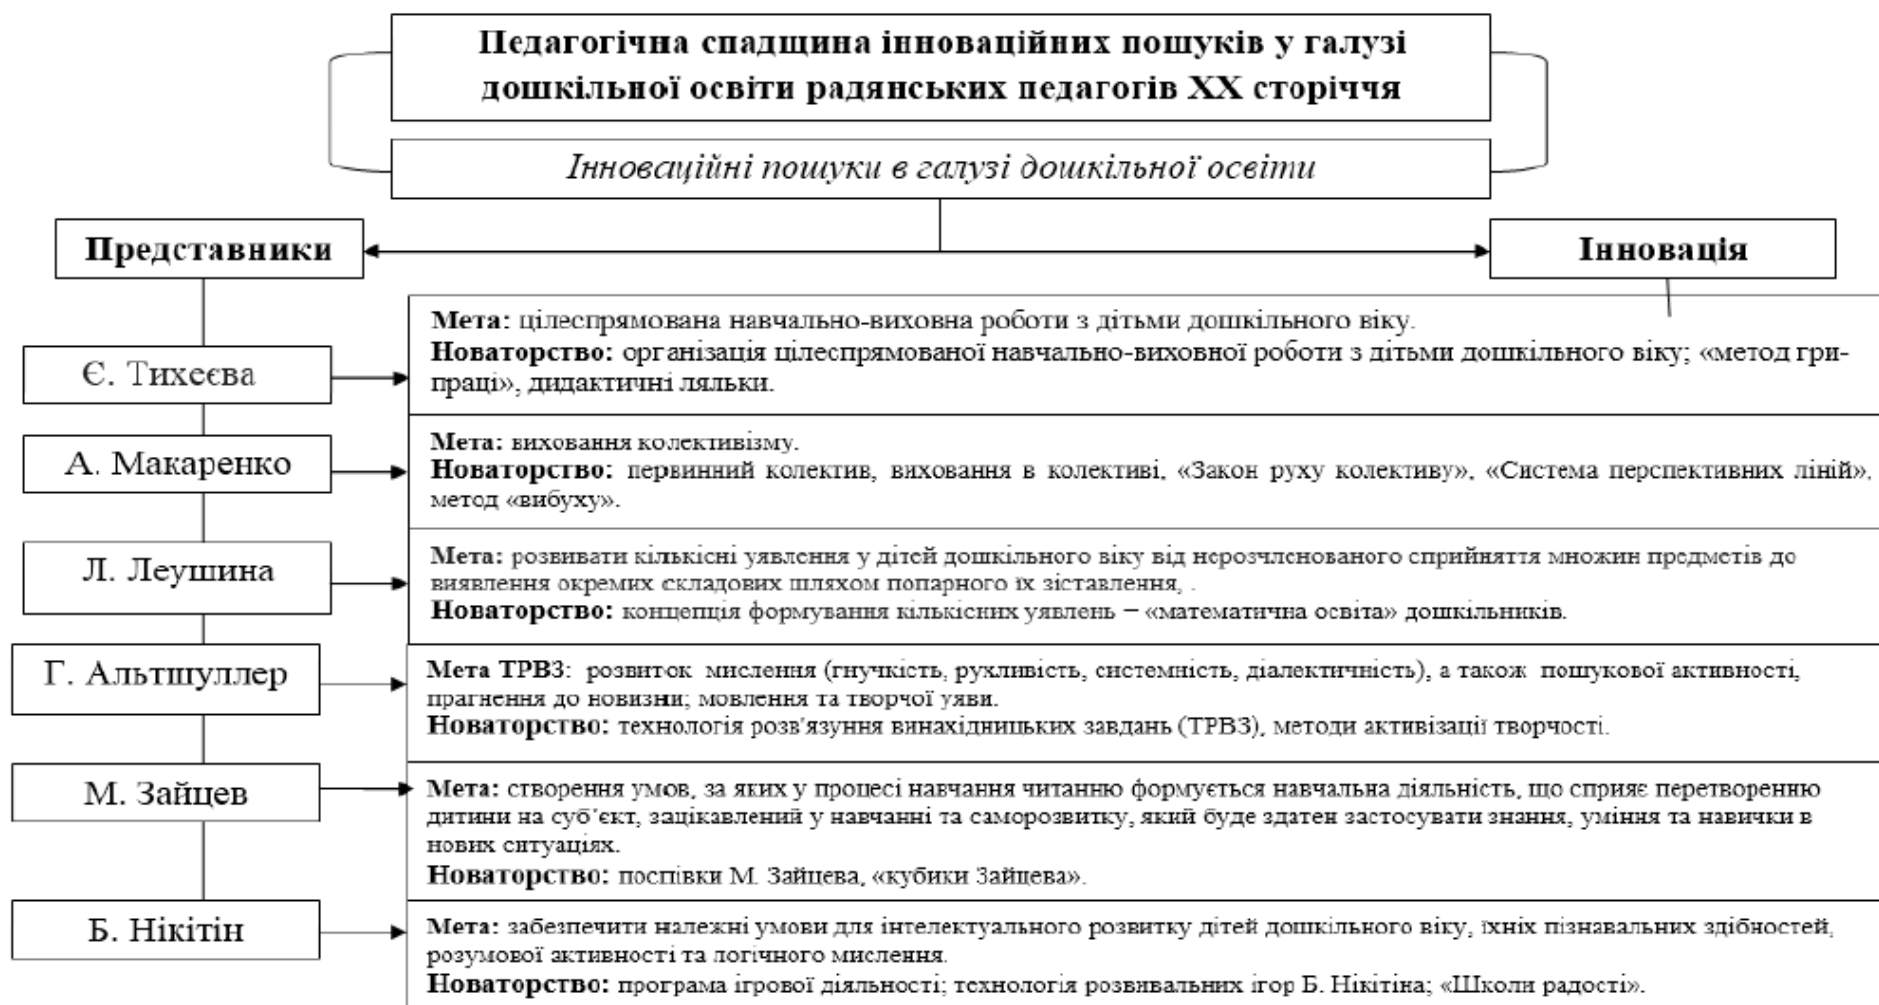 Педагогічна спадщина інноваційних пошуків у галузі
дошкільної освіти радянських педагогів ХХ сторіччя
Інноваційні пошуки в галузі дошкільної освіти
Представники
Інновація
Є. Тихеєва
Мета: цілеспрямована навчально-виховна роботи з дітьми дошкільного віку.
Новаторство: організація цілеспрямованої навчально-виховної роботи з дітьми дошкільного віку; «метод гри-
праці», дидактичні ляльки.
А. Макаренко
Мета: виховання колективізму.
Новаторство: первинний колектив, виховання в колективі, «Закон руху колективу», «Система перспективних ліній»,
метод «вибуху».
Л. Леушина
Мета: розвивати кількісні уявлення у дітей дошкільного віку від нерозчленованого сприйняття множин предметів до
виявлення окремих складових шляхом попарного їх зіставлення, .
Новаторство: концепція формування кількісних уявлень – «математична освіта» дошкільників.
Г. Альтшуллер
Мета ТРВЗ: розвиток мислення (гнучкість, рухливість, системність, діалектичність), а також пошукової активності,
прагнення до новизни; мовлення та творчої уяви.
Новаторство: технологія розв'язуння винахідницьких завдань (ТРВЗ), методи активізації творчості.
М. Зайцев
Мета: створення умов, за яких у процесі навчання читанню формується навчальна діяльність, що сприяє перетворенню
дитини на суб'єкт, зацікавлений у навчанні та саморозвитку, який буде здатен застосувати знання, уміння та навички в
нових ситуаціях.
Новаторство: поспівки М. Зайцева, «кубики Зайцева».
Б. Нікітін
Мета: забезпечити належні умови для інтелектуального розвитку дітей дошкільного віку, їхніх пізнавальних здібностей,
розумової активності та логічного мислення.
Новаторство: програма ігрової діяльності; технологія розвивальних ігор Б. Нікітіна; «Школи радості».